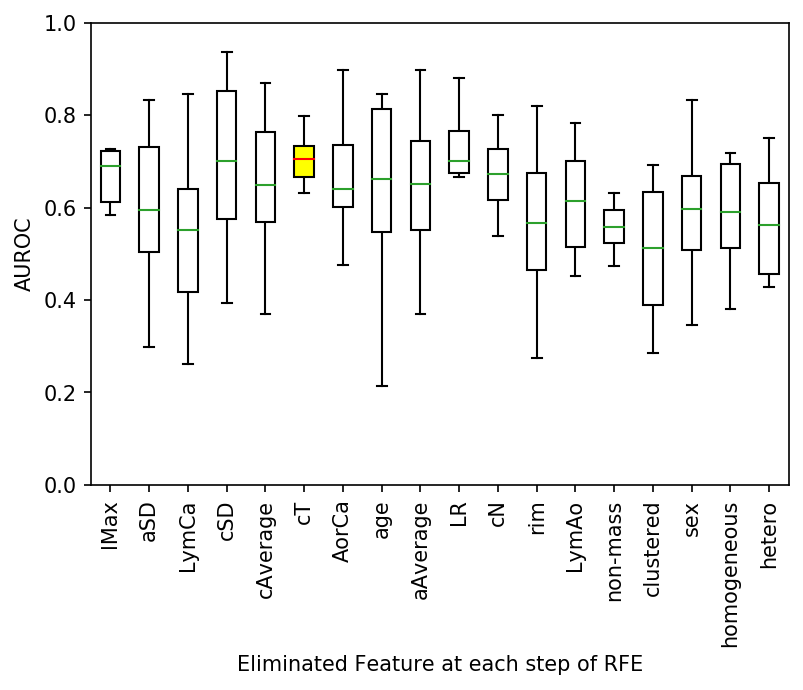 1.0
0.8
0.6
0.4
0.2
0.0
AUROC
IMax
aSD
LymCa
cSD
cAverage
cT
AorCa
age
aAverage
LR
cN
rim
LymAo
non-mass
clustered
sex
homogeneous
hetero
Eliminated Feature at each step of RFE